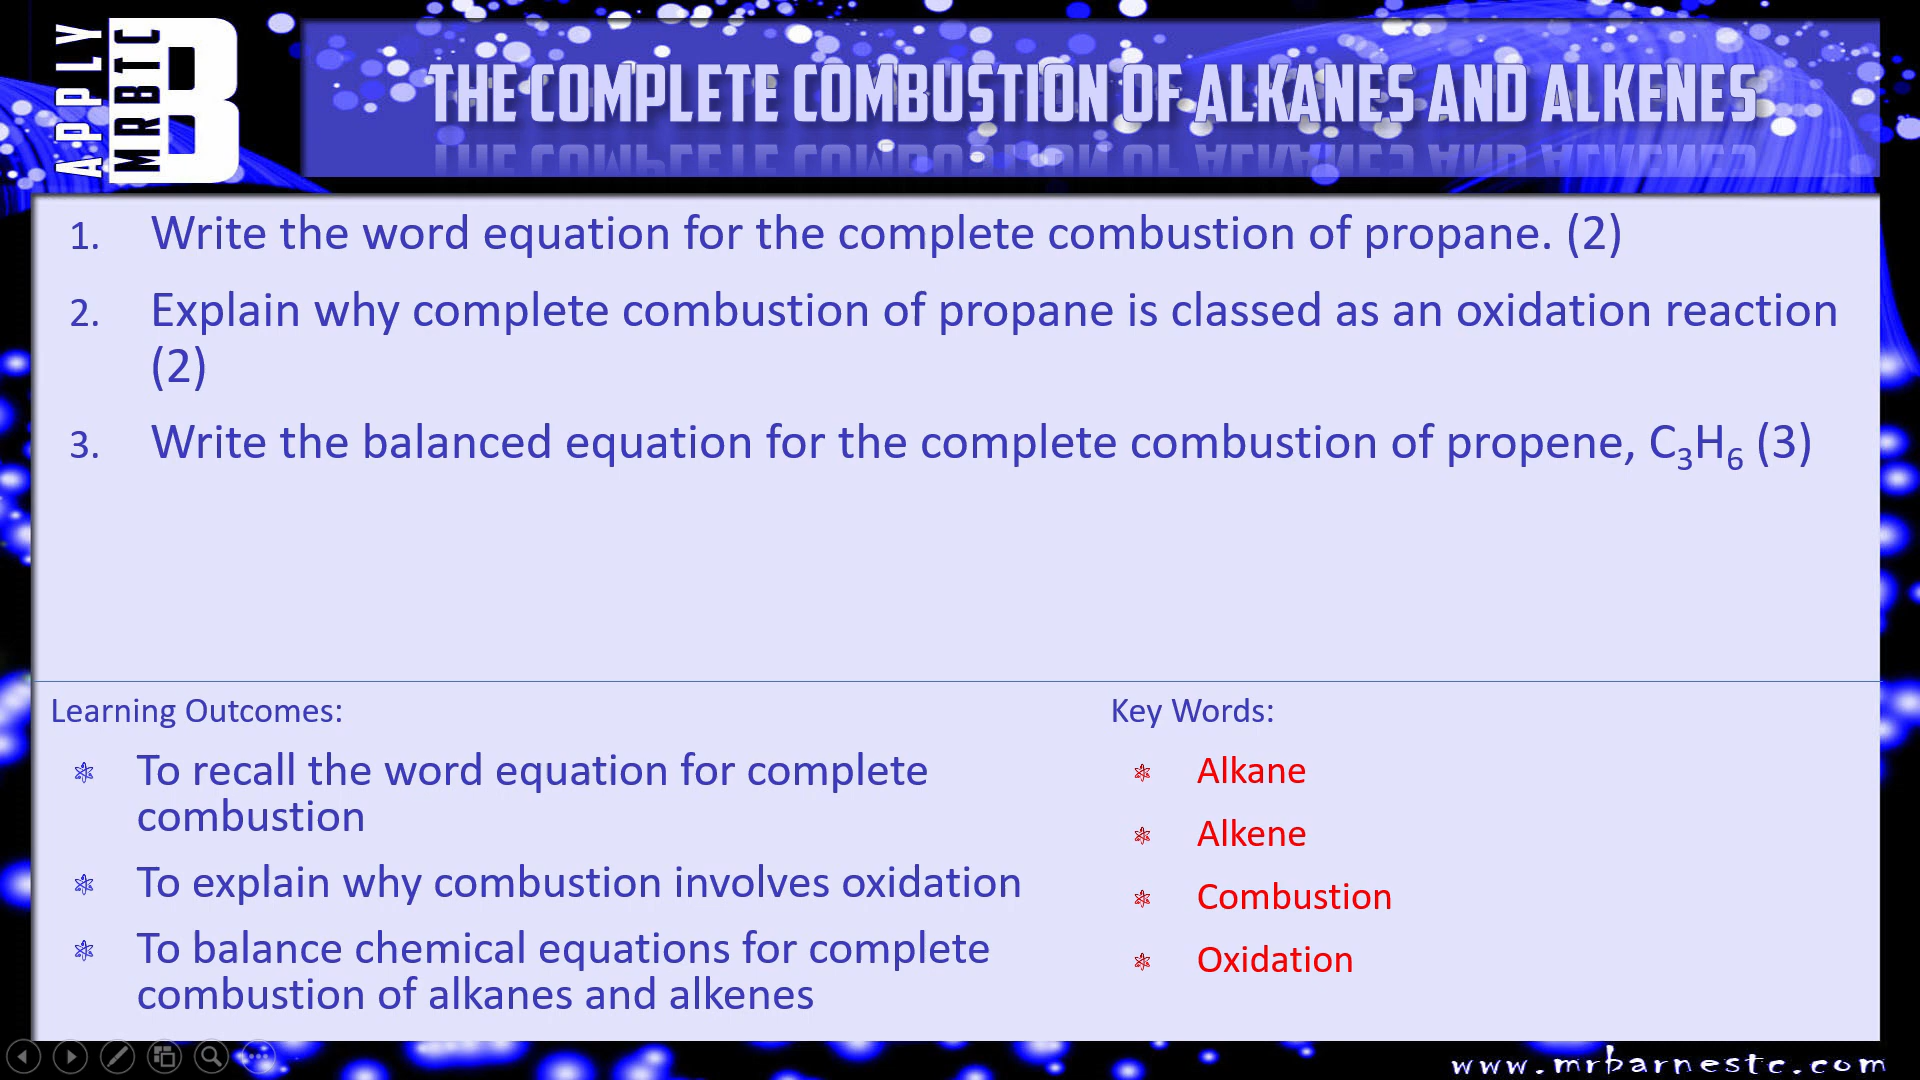 APPLY
MRBTC
B
THE COMPLETE COMBUSTION OF ALKANES AND ALKENES
1. Write the word equation for the complete combustion of propane. (2)
2. Explain why complete combustion of propane is classed as an oxidation reaction
(2)
3. Write the balanced equation for the complete combustion of propene, C₃H₆ (3)
Learning Outcomes:
To recall the word equation for complete
combustion
To explain why combustion involves oxidation
To balance chemical equations for complete
combustion of alkanes and alkenes
Key Words:
Alkane
Alkene
Combustion
Oxidation
www.mrbarnestc.com